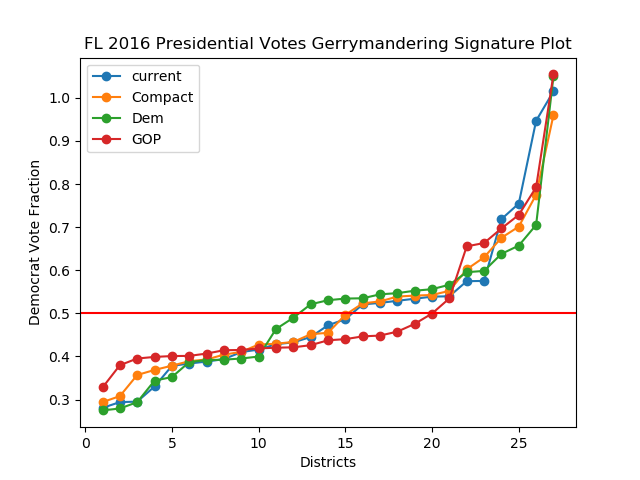 FL 2016 Presidential Votes Gerrymandering Signature Plot
current
Compact
Dem
GOP
1.0
0.9
0.8
0.7
0.6
0.5
0.4
0.3
Democrat Vote Fraction
0 5 10 15 20 25
Districts